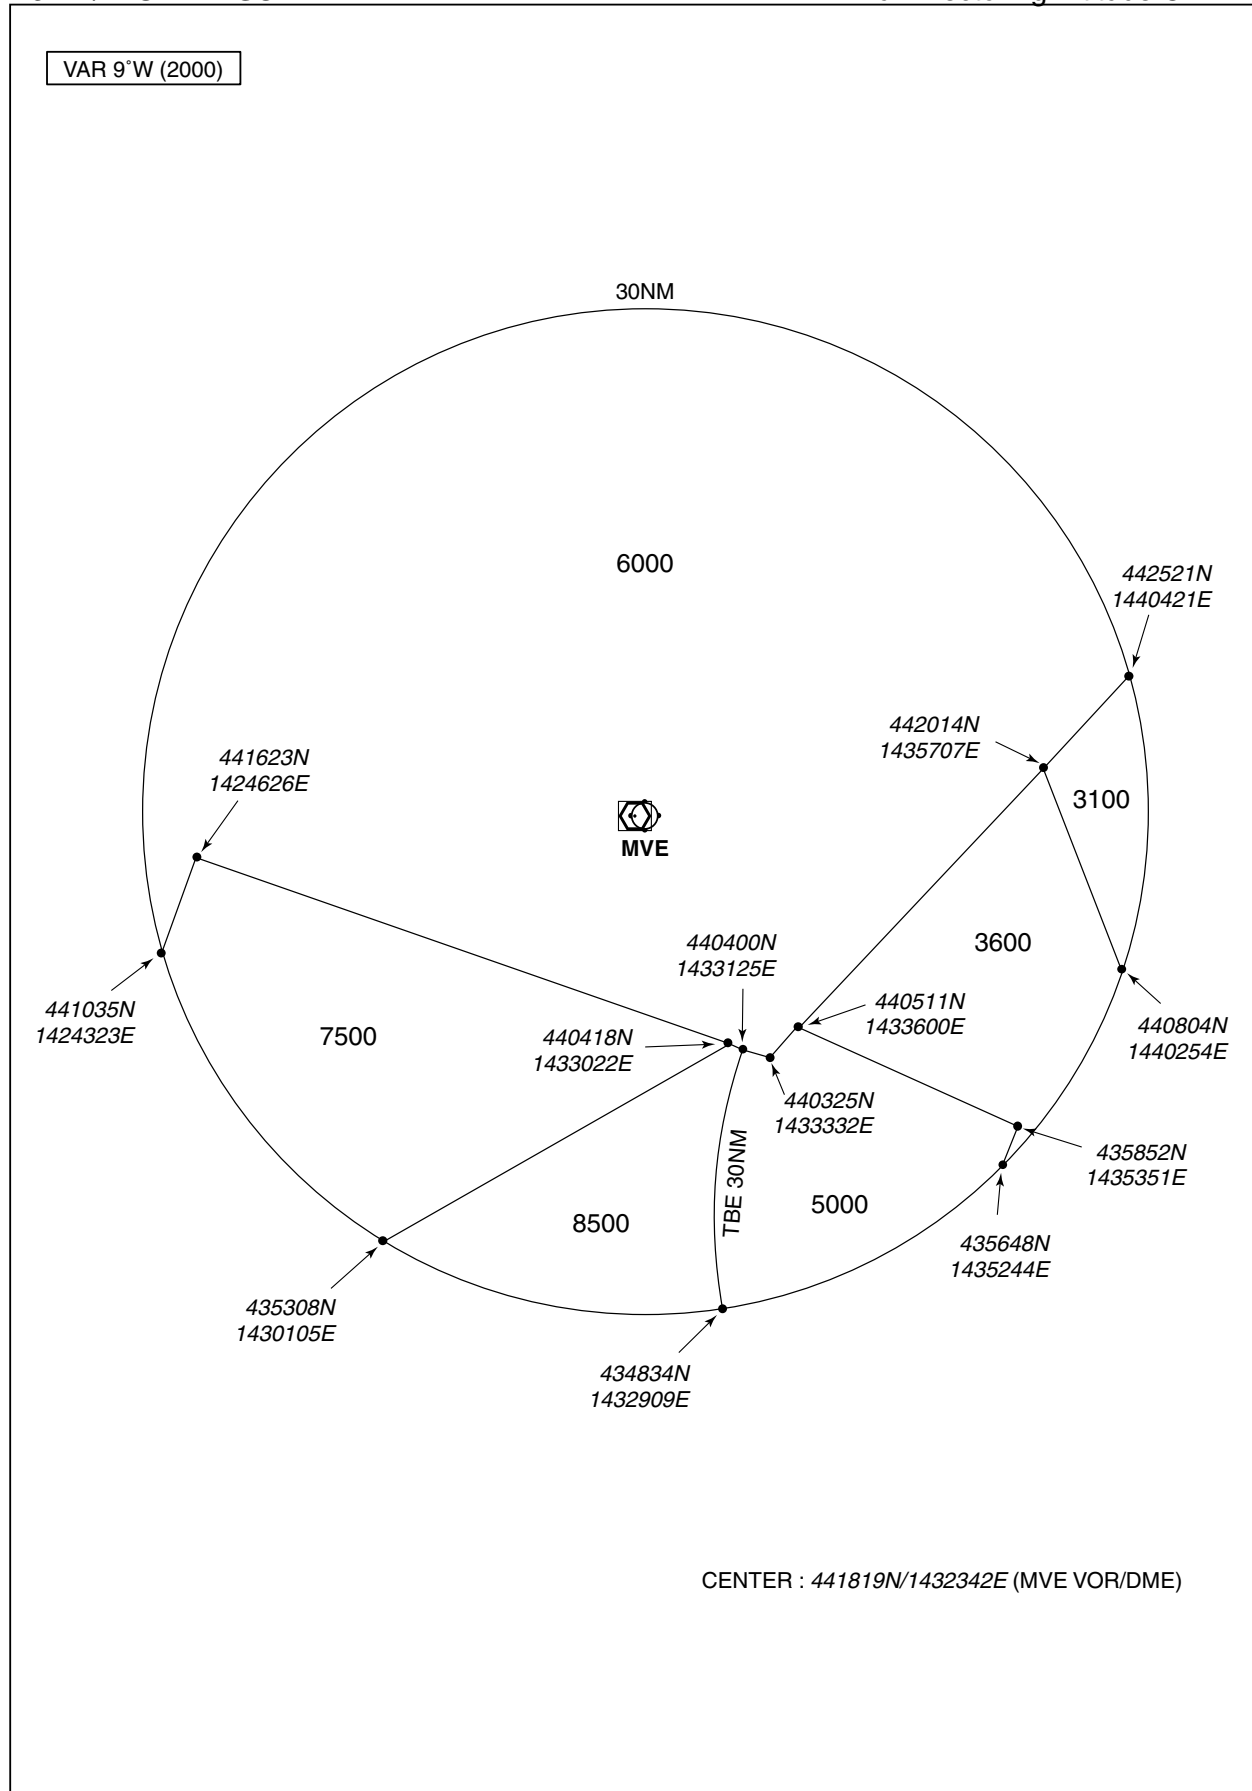 VAR 9˚W (2000)
30NM
6000
442521N
1440421E
442014N
1435707E
441623N
1424626E
3100
MVE
3600
440400N
1433125E
440511N
1433600E
441035N
1424323E
7500
440418N
1433022E
440804N
1440254E
440325N
1433332E
435852N
1435351E
TBE 30NM
5000
8500
435648N
1435244E
435308N
1430105E
434834N
1432909E
CENTER : 441819N/1432342E (MVE VOR/DME)